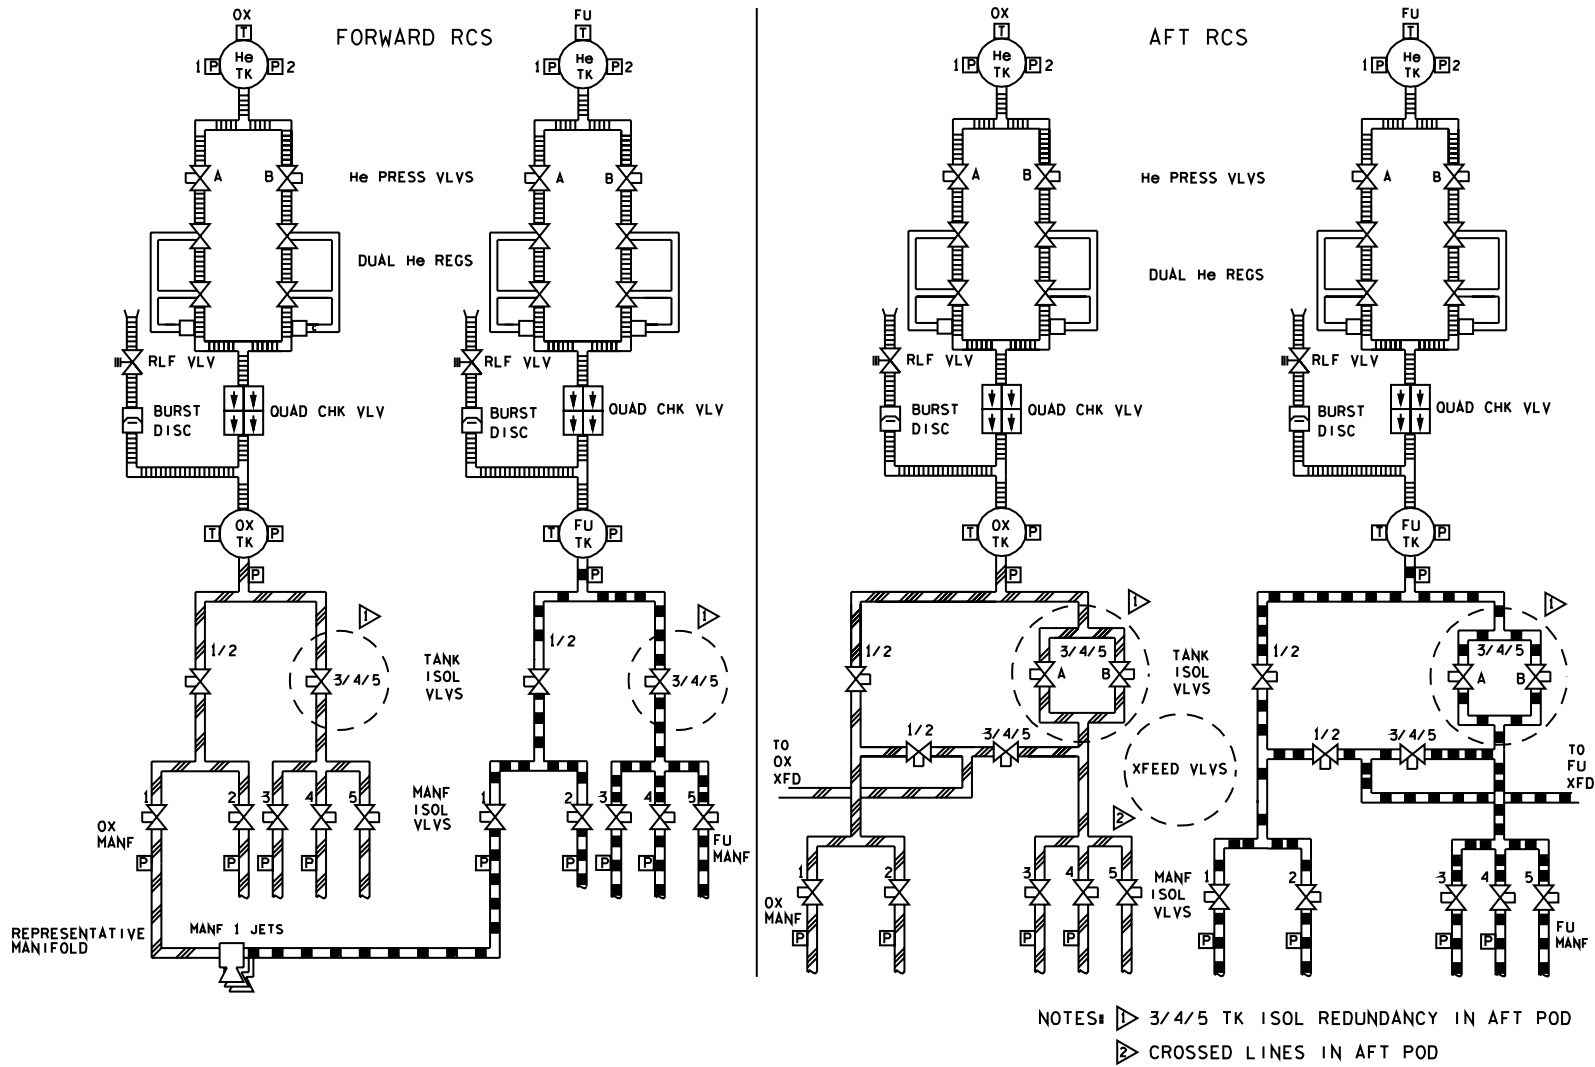 FORWARD RCS
OX
T
He
TK
1 P
P 2
FU
T
He
TK
1 P
P 2
A
B
He PRESS VLVS
A
B
DUAL He REGS
RLF VLV
RLF VLV
BURST
DISC
QUAD CHK VLV
BURST
DISC
QUAD CHK VLV
T
OX
TK
P
T
FU
TK
P
P
P
1
1
1/2
3/4/5
TANK
ISOL
VLVS
1/2
3/4/5
1
2
3
4
5
MANF
ISOL
VLVS
1
2
3
4
5
OX
MANF
FU
MANF
P
P
P
P
P
P
P
P
REPRESENTATIVE
MANIFOLD
MANF 1 JETS
AFT RCS
OX
T
He
TK
1 P
P 2
FU
T
He
TK
1 P
P 2
A
B
He PRESS VLVS
A
B
DUAL He REGS
RLF VLV
RLF VLV
BURST
DISC
QUAD CHK VLV
BURST
DISC
QUAD CHK VLV
T
OX
TK
P
T
FU
TK
P
P
P
1
1
1/2
3/4/5
A
B
TANK
ISOL
VLVS
1/2
3/4/5
A
B
1/2
3/4/5
1/2
3/4/5
TO
OX
XFD
XFEED VLVS
TO
FU
XFD
2
1
2
3
4
5
MANF
ISOL
VLVS
1
2
3
4
5
OX
MANF
FU
MANF
P
P
P
P
P
P
P
P
NOTES: 1 3/4/5 TK ISOL REDUNDANCY IN AFT POD
2 CROSSED LINES IN AFT POD